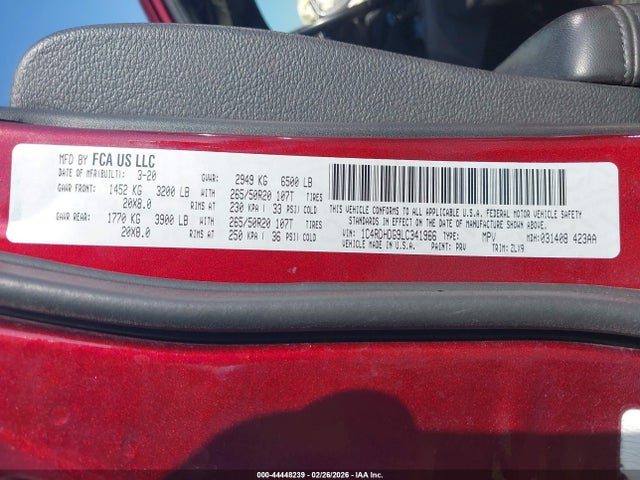 MFD BY FCA US LLC
DATE OF MFR(BUILT): 3-20 GVWR: 2949 KG 6500 LB
GAWR FRONT: 1452 KG 3200 LB WITH 265/50R20 107T TIRES
20X8.0 RIMS AT 230 KPA ( 33 PSI) COLD
GAWR REAR: 1770 KG 3900 LB WITH 265/50R20 107T TIRES
20X8.0 RIMS AT 250 KPA ( 36 PSI) COLD
THIS VEHICLE CONFORMS TO ALL APPLICABLE U.S.A. FEDERAL MOTOR VEHICLE SAFETY
STANDARDS IN EFFECT ON THE DATE OF MANUFACTURE SHOWN ABOVE.
VIN: 1C4RDHDG9LC341966 TYPE: MPV MDH:031409 423AA
VEHICLE MADE IN U.S.A. PAINT: PRV TRIM: ZLX9
000-44448239 - 02/26/2026 - IAAI.COM